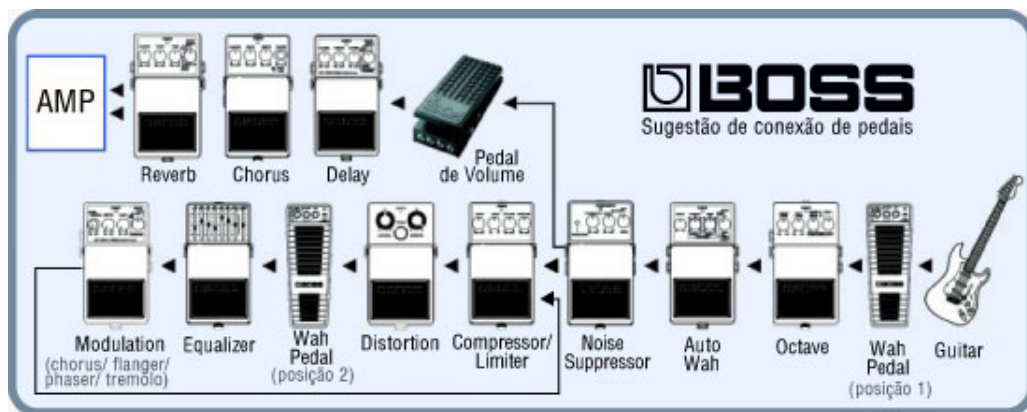 BOSS
Sugestão de conexão de pedais
AMP
Reverb
Chorus
Delay
Pedal
de Volume
Modulation
(chorus/ flanger/
phaser/ tremolo)
Equalizer
Wah
Pedal
(posição 2)
Distortion
Compressor/
Limiter
Noise
Suppressor
Auto
Wah
Octave
Wah
Pedal
(posição 1)
Guitar